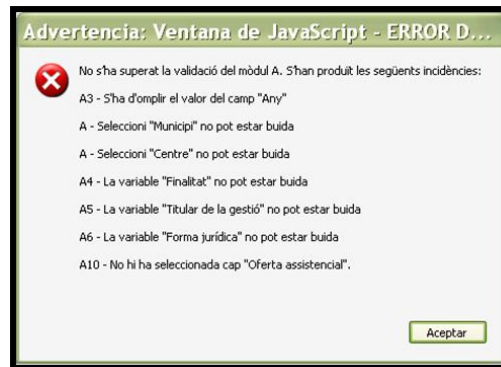 Advertencia: Ventana de JavaScript - ERROR D...
No s'ha superat la validació del mòdul A. S'han produït les següents incidències:
A3 - S'ha d'omplir el valor del camp "Any"
A - Seleccioni "Municipi" no pot estar buida
A - Seleccioni "Centre" no pot estar buida
A4 - La variable "Finalitat" no pot estar buida
A5 - La variable "Titular de la gestió" no pot estar buida
A6 - La variable "Forma jurídica" no pot estar buida
A10 - No hi ha seleccionada cap "Oferta assistencial".
Aceptar